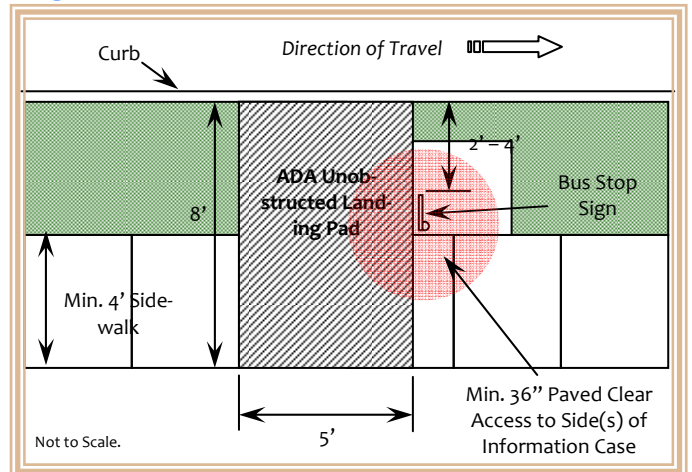 Direction of Travel
Curb
2' – 4'
ADA Unob-
structed Land-
ing Pad
8'
Bus Stop
Sign
Min. 4' Side-
walk
5'
Min. 36" Paved Clear
Access to Side(s) of
Information Case
Not to Scale.